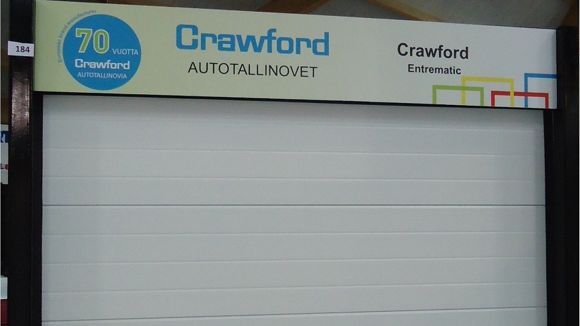 184
70
VUOTTA
Crawford
AUTOTALLINOVIA
Crawford
AUTOTALLINOVET
Crawford
Entrematic